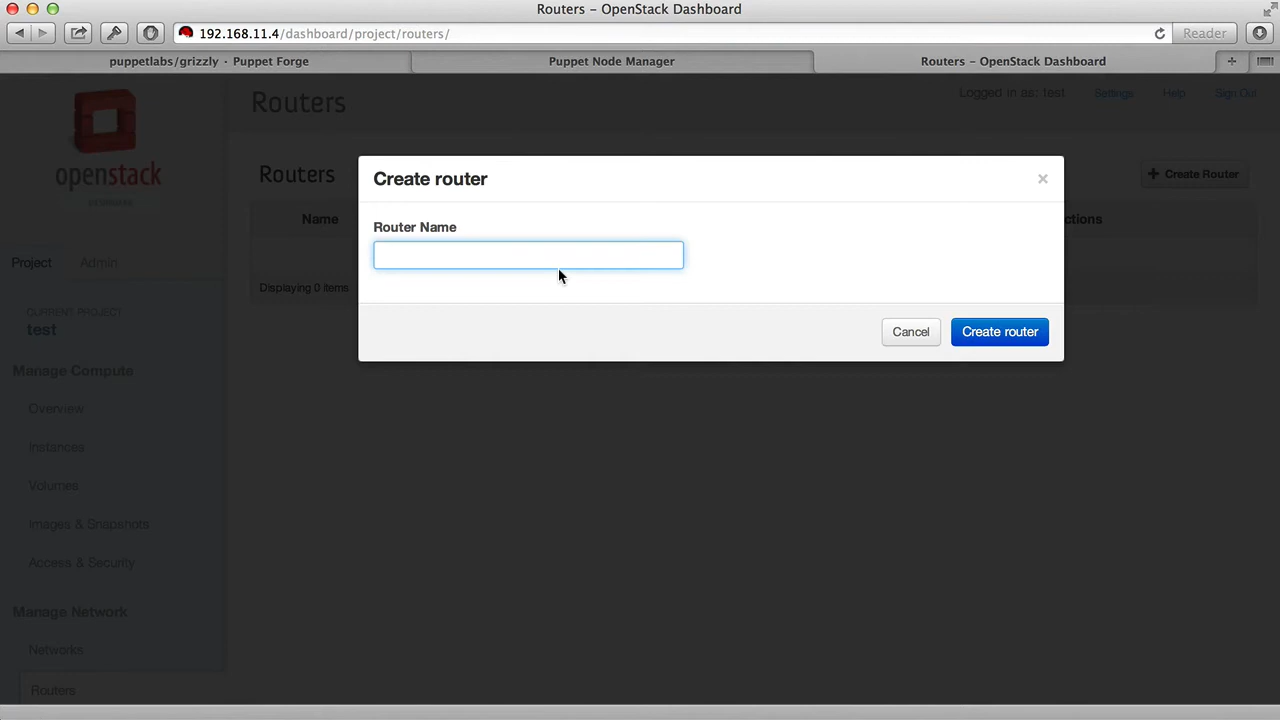 Routers – OpenStack Dashboard
192.168.11.4/dashboard/project/routers/
Reader
puppetlabs/grizzly · Puppet Forge
Puppet Node Manager
Routers – OpenStack Dashboard
Routers
Logged in as: test
Settings
Help
Sign Out
openstack
DASHBOARD
Routers
+ Create Router
Name
ctions
Displaying 0 items
Create router
×
Router Name
Cancel
Create router
Project
Admin
CURRENT PROJECT
test
Manage Compute
Overview
Instances
Volumes
Images & Snapshots
Access & Security
Manage Network
Networks
Routers